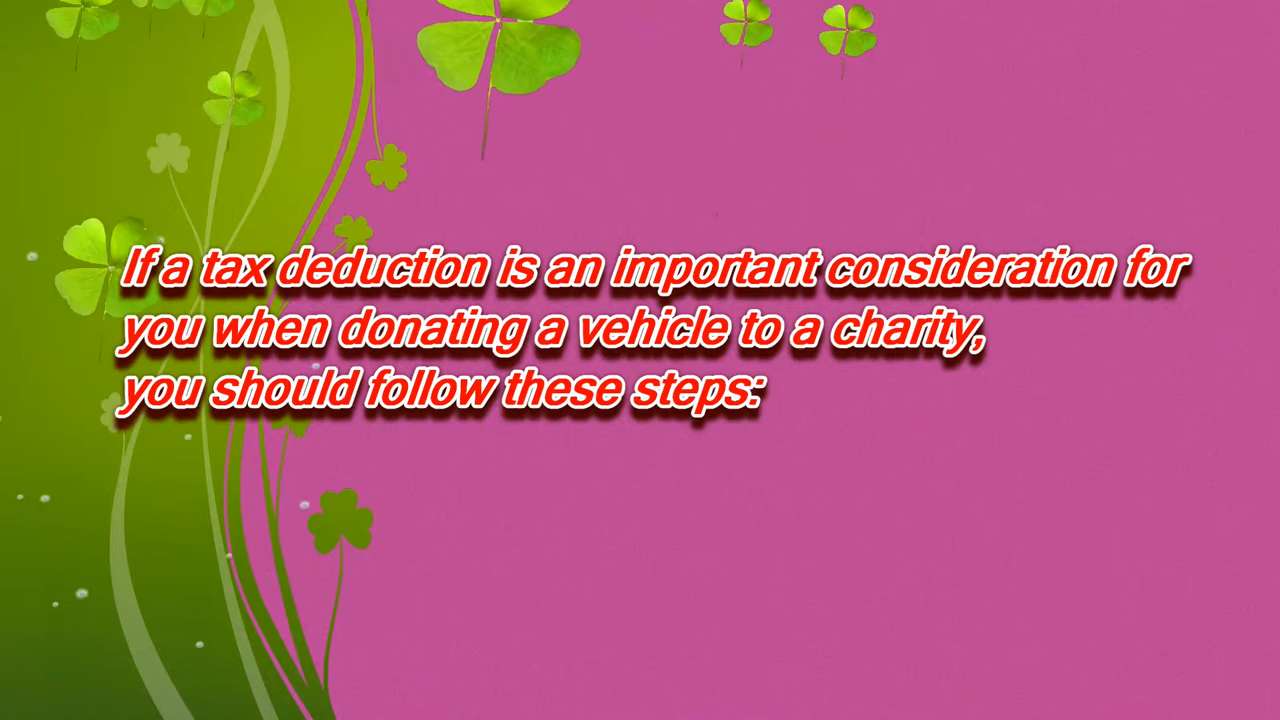 If a tax deduction is an important consideration for
you when donating a vehicle to a charity,
you should follow these steps: